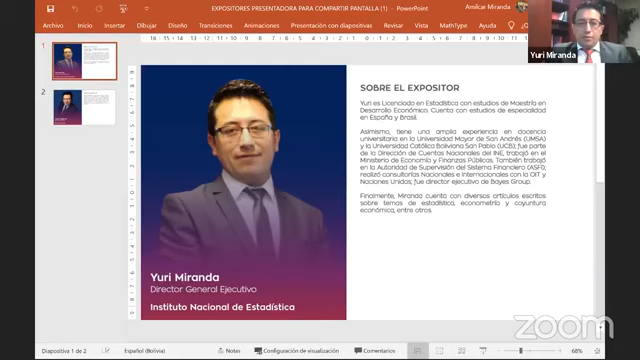 EXPOSITORES PRESENTADORA PARA COMPARTIR PANTALLA (1) - PowerPoint
Amilcar Miranda
Archivo Inicio Insertar Dibujar Diseño Transiciones Animaciones Presentación con diapositivas Revisar Vista MathType Ayuda
Yuri Miranda
1
2
SOBRE EL EXPOSITOR
Yuri es Licenciado en Estadística con estudios de Maestría en
Desarrollo Económico. Cuenta con estudios de especialidad
en España y Brasil.
Asimismo, tiene una amplia experiencia en docencia
universitaria en la Universidad Mayor de San Andrés (UMSA)
y la Universidad Católica Boliviana San Pablo (UCB); fue parte
de la Dirección de Cuentas Nacionales del INE, trabajó en el
Ministerio de Economía y Finanzas Públicas. También trabajó
en la Autoridad de Supervisión del Sistema Financiero (ASFI);
realizó consultorías Nacionales e Internacionales con la OIT y
Naciones Unidas; fue director ejecutivo de Bayes Group.
Finalmente, Miranda cuenta con diversos artículos escritos
sobre temas de estadística, econometría y coyuntura
económica, entre otros.
Yuri Miranda
Director General Ejecutivo
Instituto Nacional de Estadística
zoom
Diapositiva 1 de 2 Español (Bolivia) Notas Configuración de visualización Comentarios 68%